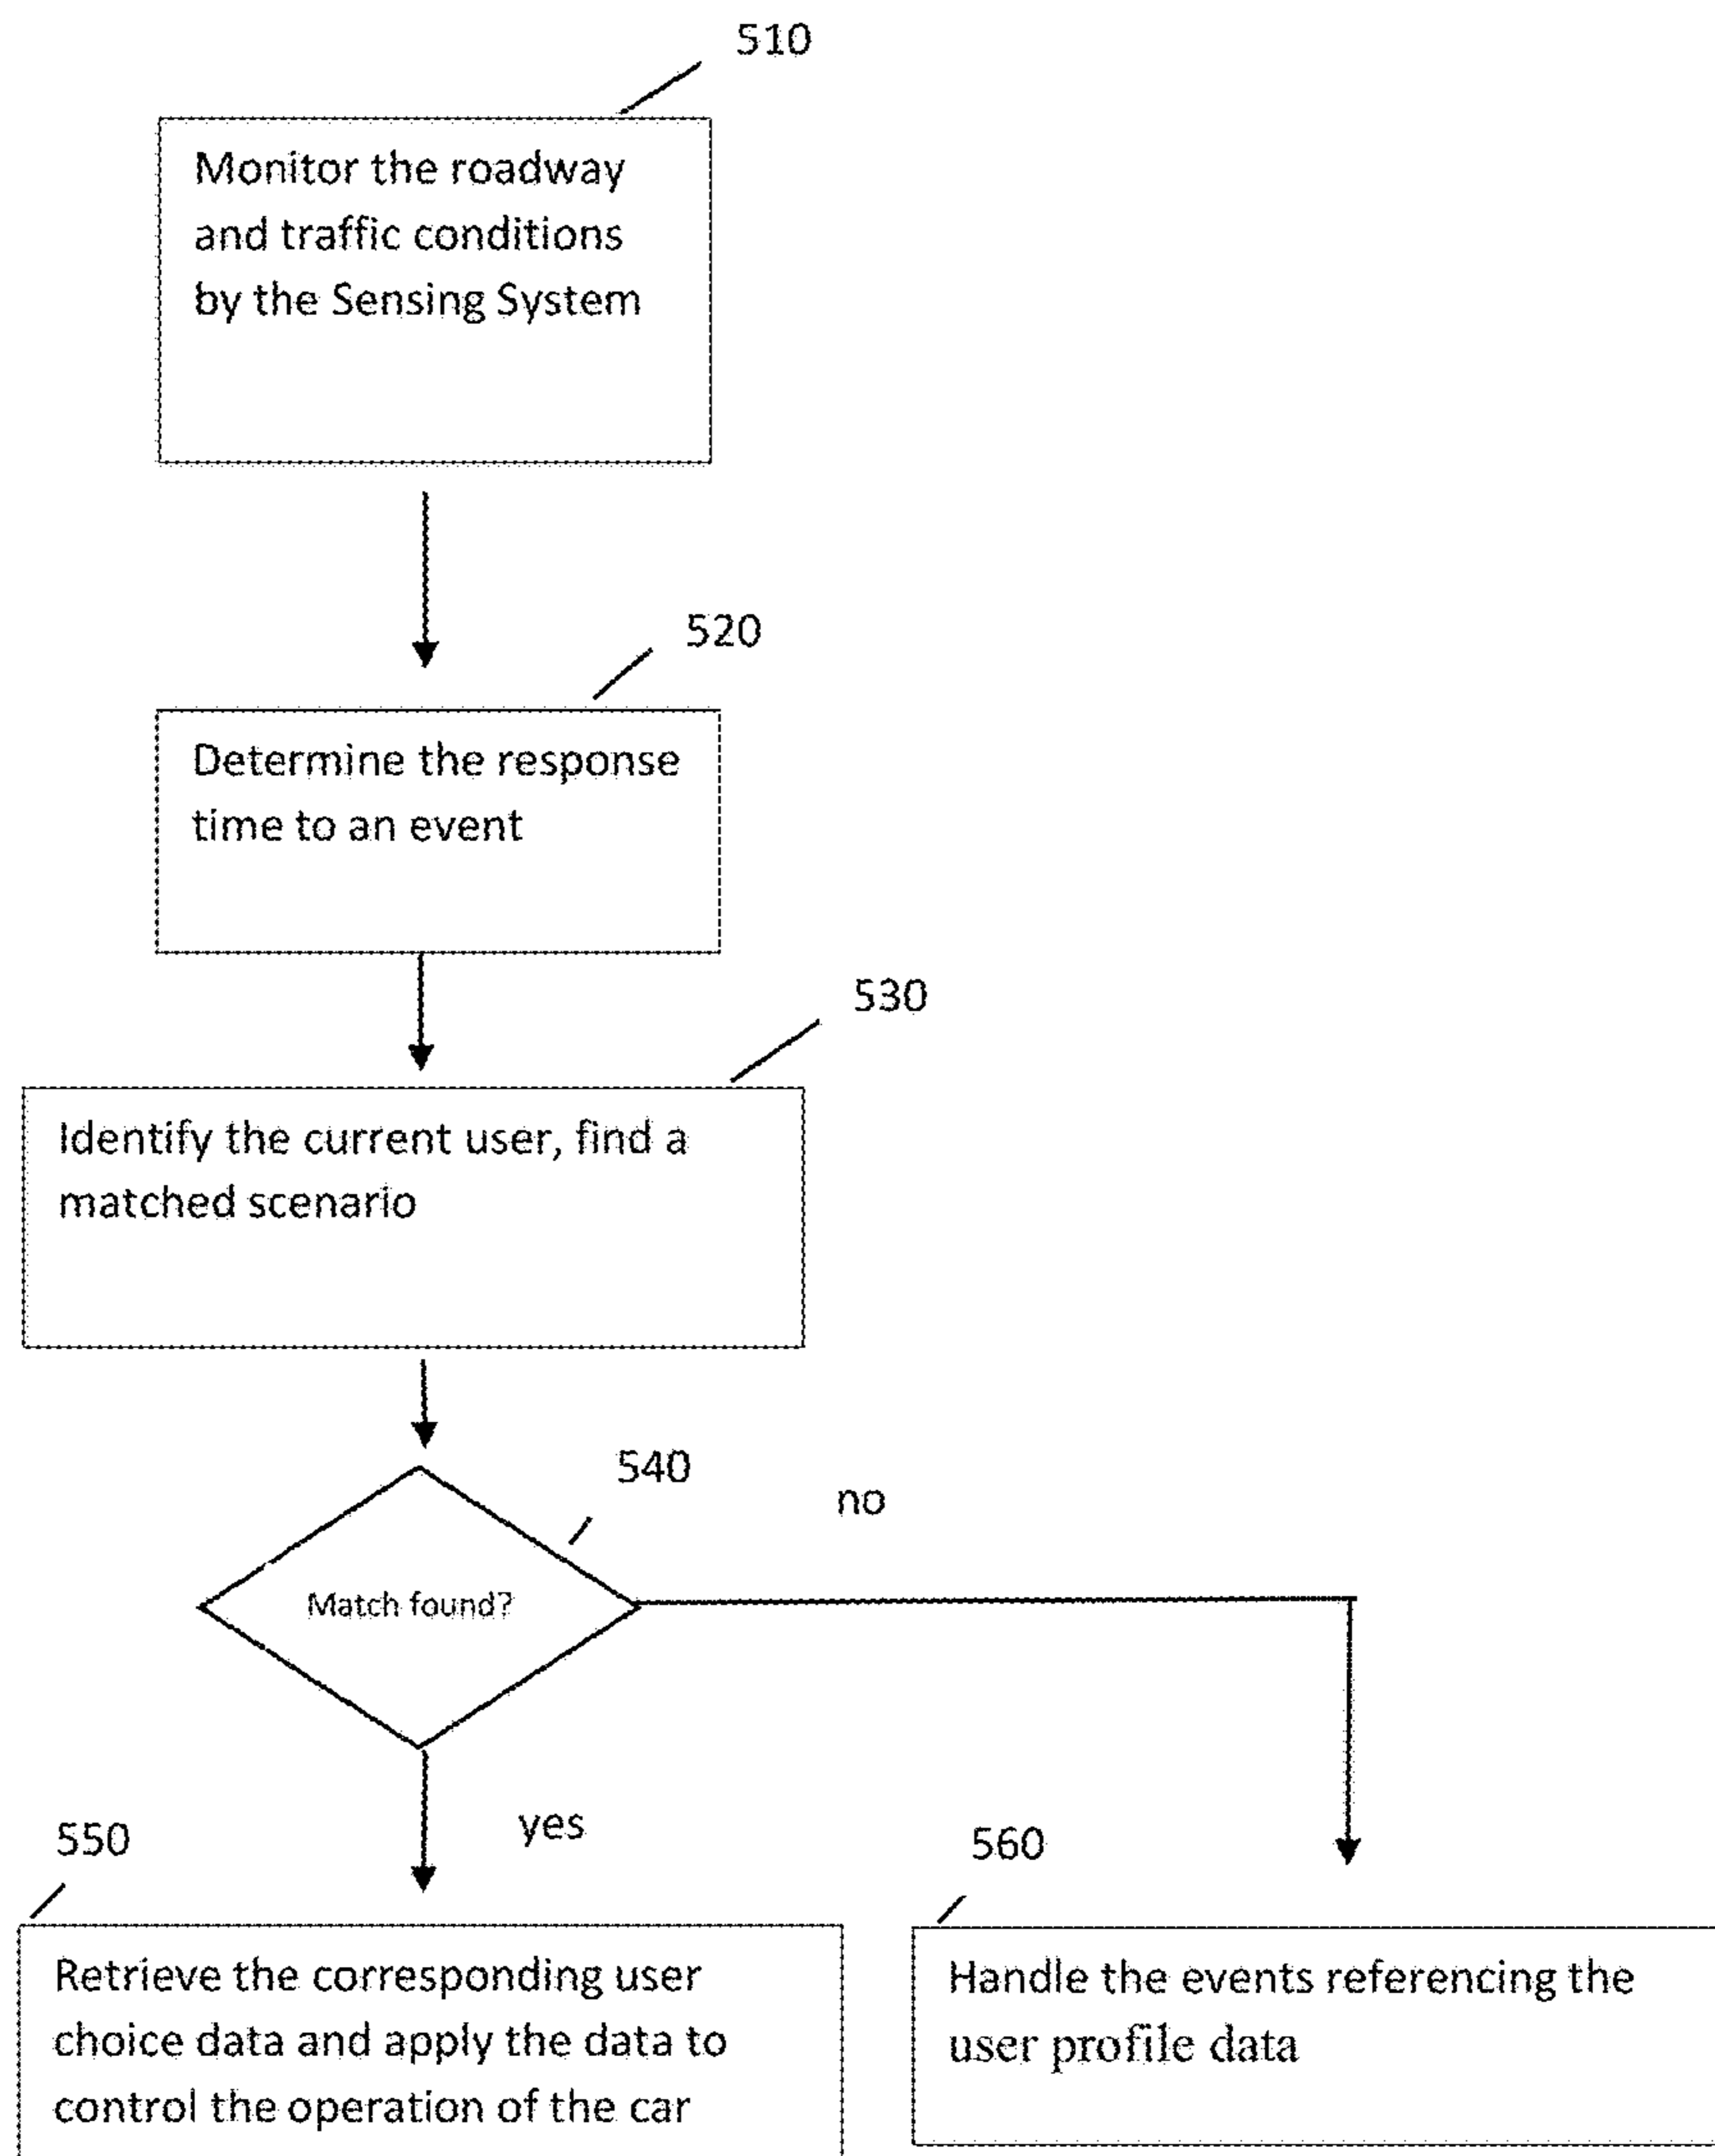 510
Monitor the roadway
and traffic conditions
by the Sensing System
520
Determine the response
time to an event
530
Identify the current user, find a
matched scenario
540
no
Match found?
yes
550
Retrieve the corresponding user
choice data and apply the data to
control the operation of the car
560
Handle the events referencing the
user profile data